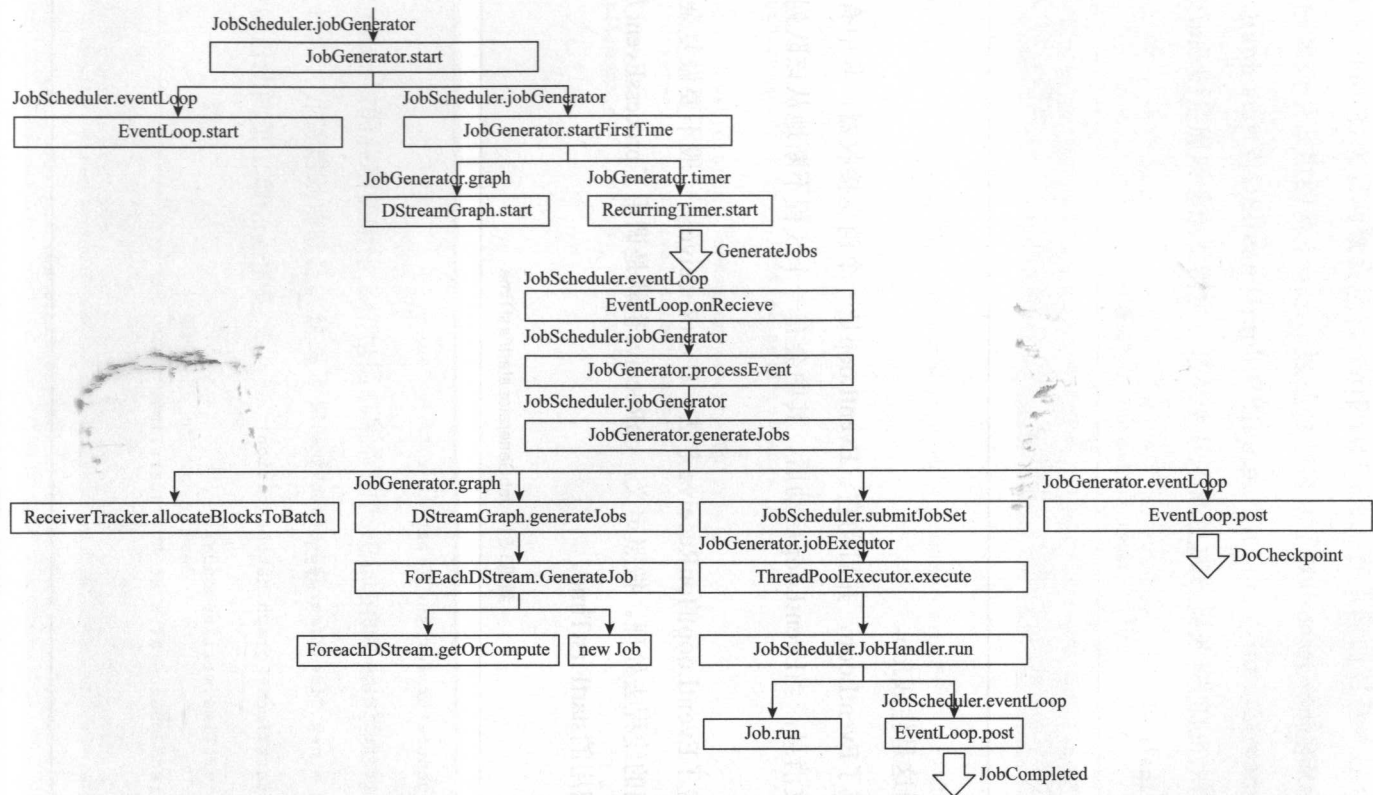 JobScheduler.jobGenerator
JobGenerator.start
JobScheduler.eventLoop
JobScheduler.jobGenerator
EventLoop.start
JobGenerator.startFirstTime
JobGenerator.graph
JobGenerator.timer
DStreamGraph.start
RecurringTimer.start
GenerateJobs
JobScheduler.eventLoop
EventLoop.onRecieve
JobScheduler.jobGenerator
JobGenerator.processEvent
JobScheduler.jobGenerator
JobGenerator.generateJobs
JobGenerator.graph
JobGenerator.eventLoop
ReceiverTracker.allocateBlocksToBatch
DStreamGraph.generateJobs
JobScheduler.submitJobSet
EventLoop.post
JobGenerator.jobExecutor
DoCheckpoint
ForEachDStream.GenerateJob
ThreadPoolExecutor.execute
ForeachDStream.getOrCompute
new Job
JobScheduler.JobHandler.run
JobScheduler.eventLoop
Job.run
EventLoop.post
JobCompleted